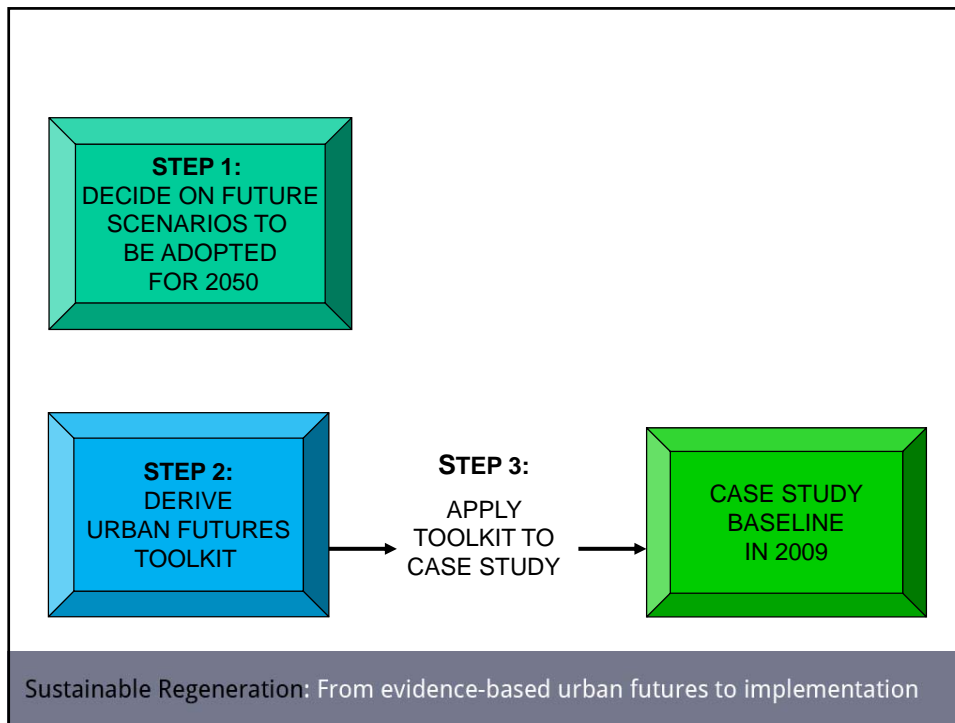 STEP 1:
DECIDE ON FUTURE
SCENARIOS TO
BE ADOPTED
FOR 2050
STEP 2:
DERIVE
URBAN FUTURES
TOOLKIT
STEP 3:
APPLY
TOOLKIT TO
CASE STUDY
CASE STUDY
BASELINE
IN 2009
Sustainable Regeneration: From evidence-based urban futures to implementation